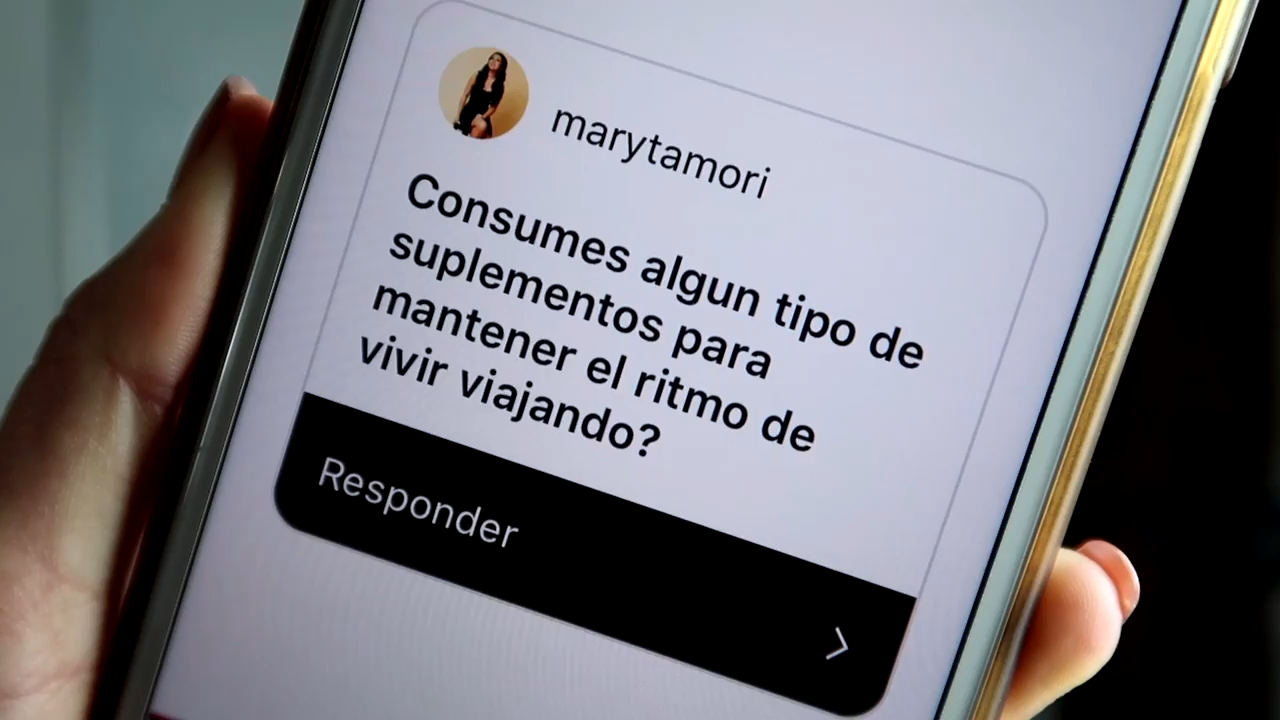 marytamori
Consumes algun tipo de
suplementos para
mantener el ritmo de
vivir viajando?
Responder